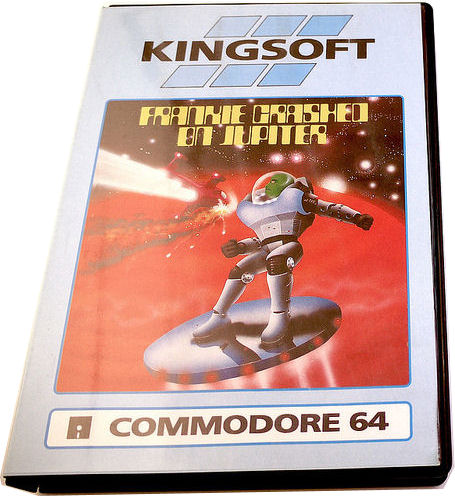 KINGSOFT
FRANKIE CRASHED
ON JUPITER
COMMODORE 64